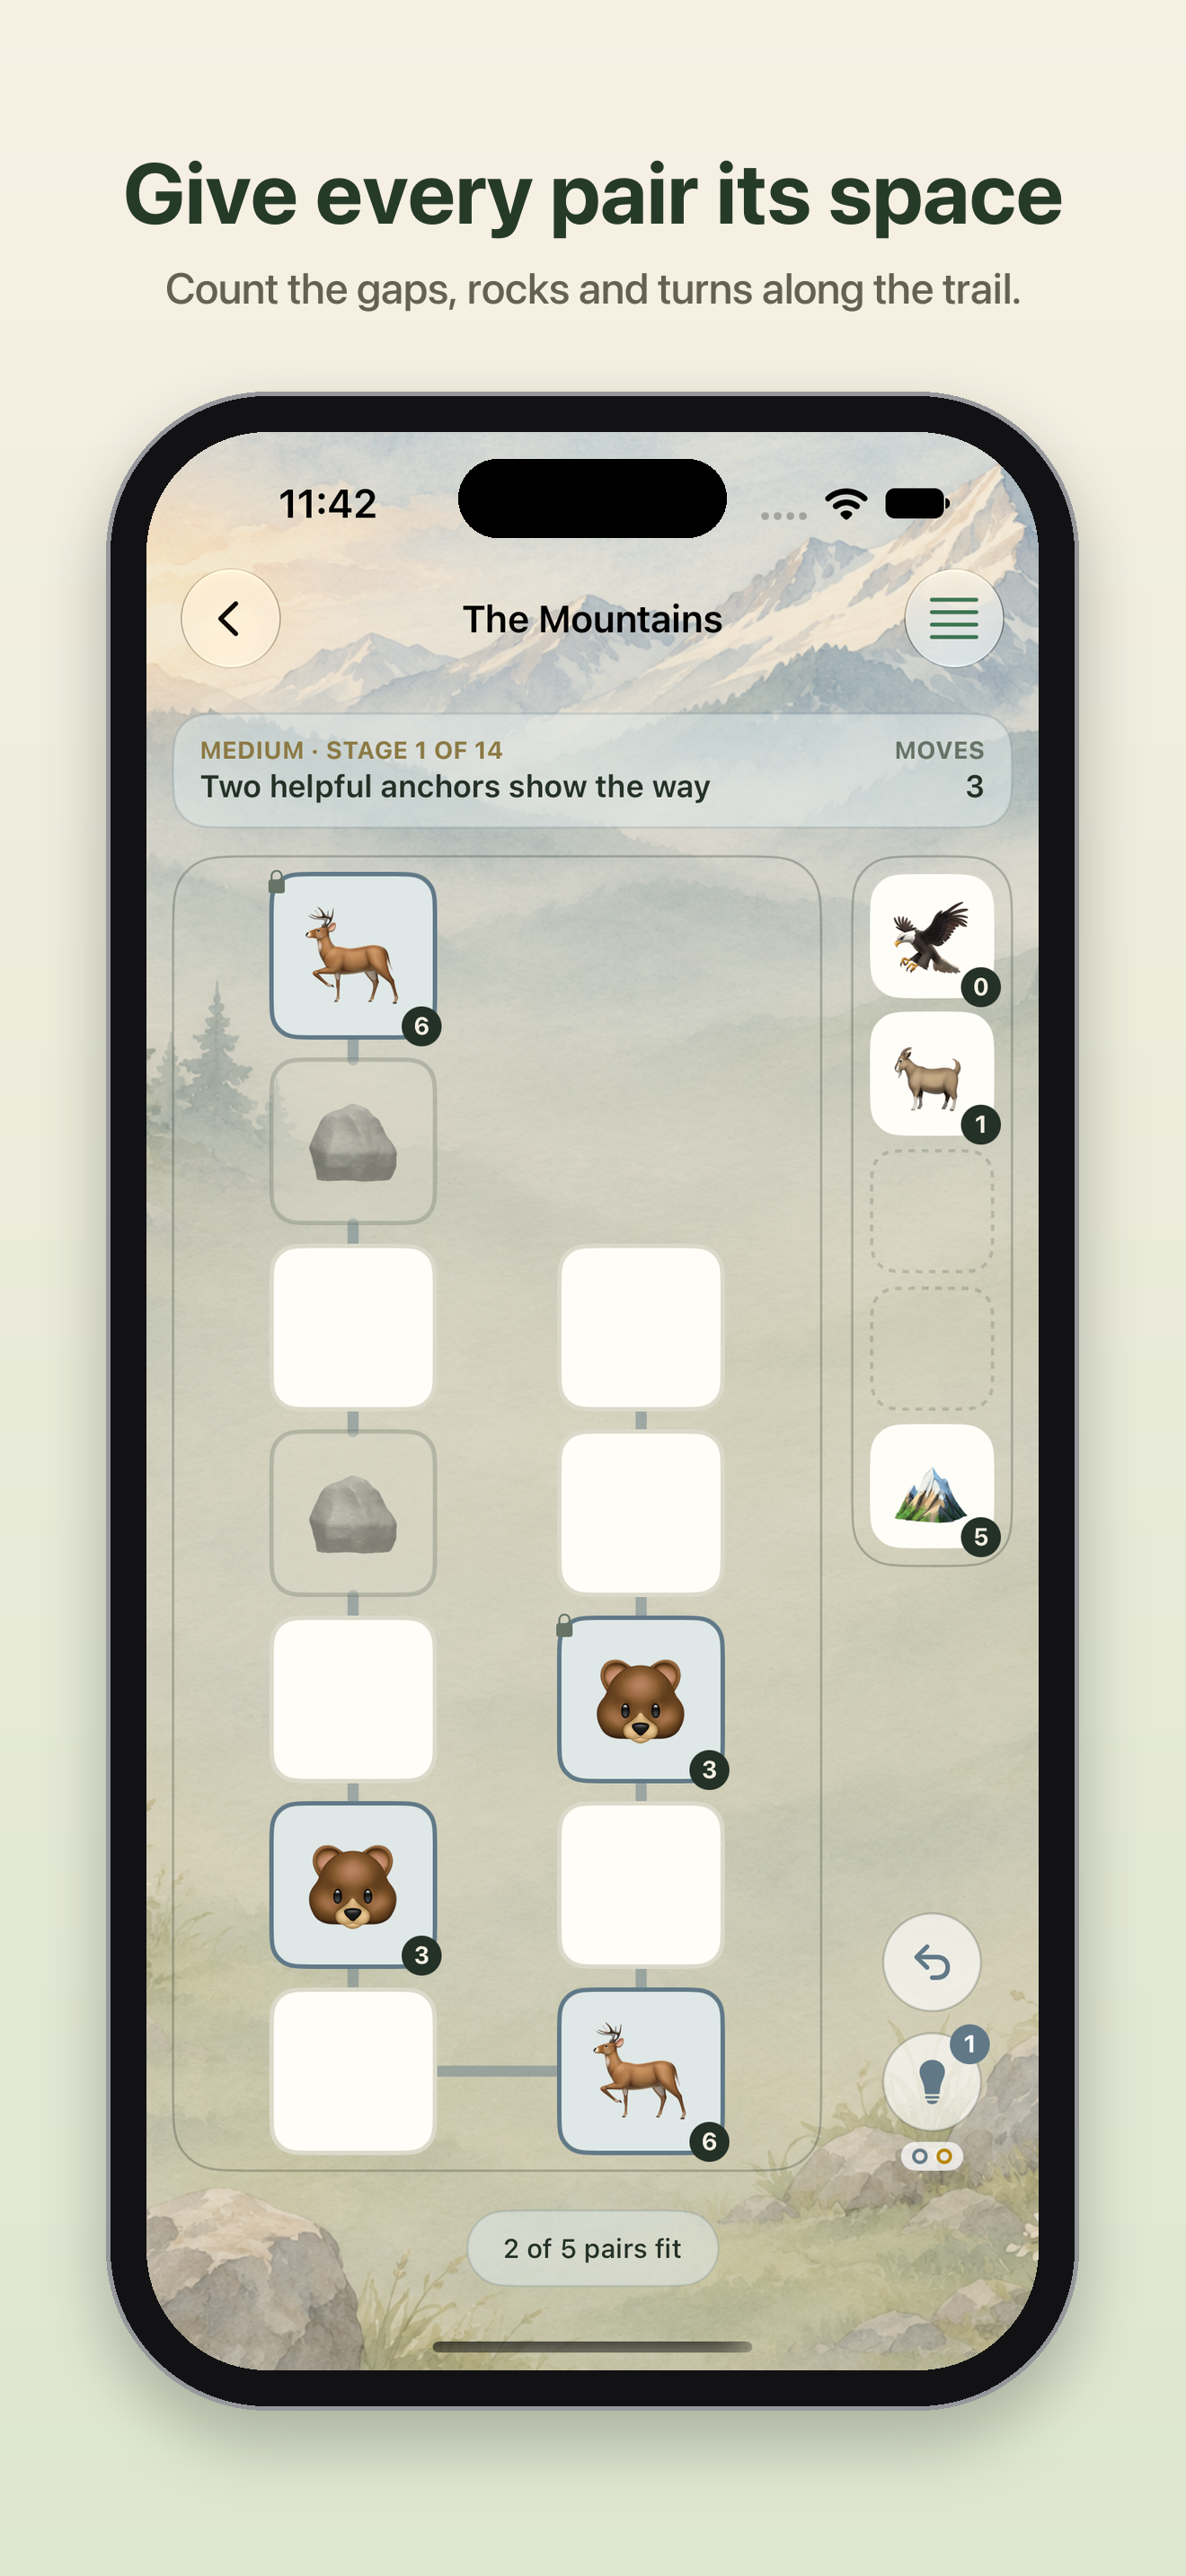 Give every pair its space
Count the gaps, rocks and turns along the trail.
11:42
The Mountains
MEDIUM · STAGE 1 OF 14
MOVES
Two helpful anchors show the way
3
6
0
1
5
3
3
6
1
2 of 5 pairs fit